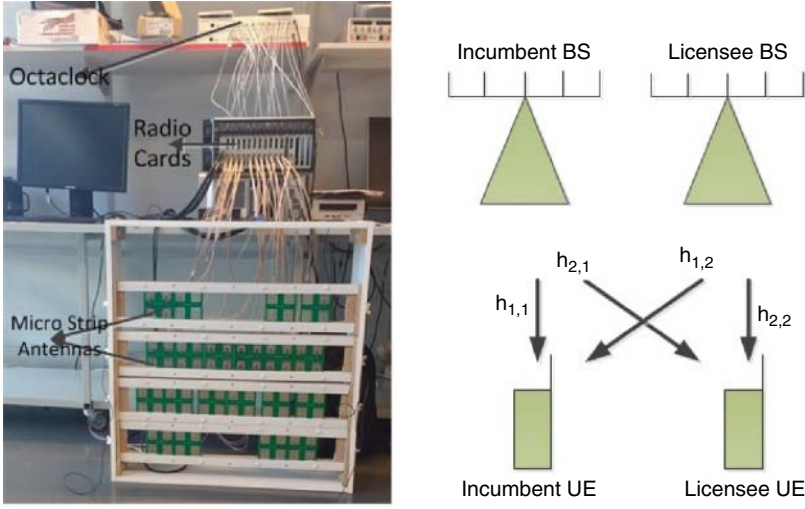 Octaclock
Radio
Cards
Micro Strip
Antennas
Incumbent BS
Licensee BS
h2,1
h1,2
h1,1
h2,2
Incumbent UE
Licensee UE